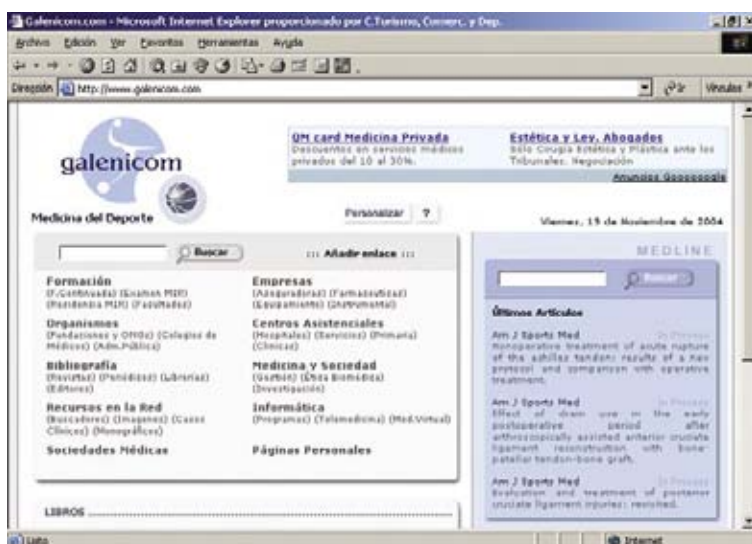 Galenicom.com - Microsoft Internet Explorer proporcionado por C.Turismo, Comerc. y Dep.
Archivo Edición Ver Favoritos Herramientas Ayuda
Dirección http://www.galenicom.com Ir Vínculos
galenicom
Medicina del Deporte
ÜM card Medicina Privada
Descuentos en servicios médicos
privados del 10 al 30%.
Estética y Ley. Abogados
Sólo Cirugía Estética y Plástica ante los
Tribunales. Negociación
Anuncios Goooooogle
Personalizar ?
Viernes, 19 de Noviembre de 2004
Buscar ::: Añadir enlace :::
Formación
(F.Continuada) (Examen MIR)
(Residencia MIR) (Facultades)
Organismos
(Fundaciones y ONGs) (Colegios de
Médicos) (Adm.Pública)
Bibliografía
(Revistas) (Periódicos) (Librerías)
(Editores)
Recursos en la Red
(Buscadores) (Imagenes) (Casos
Clínicos) (Monográficos)
Sociedades Médicas
Empresas
(Aseguradoras) (Farmaceuticas)
(Equipamiento) (Instrumental)
Centros Asistenciales
(Hospitales) (Servicios) (Primaria)
(Clinicas)
Medicina y Sociedad
(Gestion) (Ética Biomédica)
(Investigación)
Informática
(Programas) (Telemedicina) (Med.Virtual)
Páginas Personales
LIBROS
MEDLINE
Buscar
Últimos Artículos
Am J Sports Med In Process
Nonoperative treatment of acute rupture
of the achilles tendon: results of a new
protocol and comparison with operative
treatment.
Am J Sports Med In Process
Effect of drain use in the early
postoperative period after
arthroscopically assisted anterior cruciate
ligament reconstruction with bone-
patellar tendon-bone graft.
Am J Sports Med In Process
Evaluation and treatment of posterior
cruciate ligament injuries: revisited.
Listo Internet